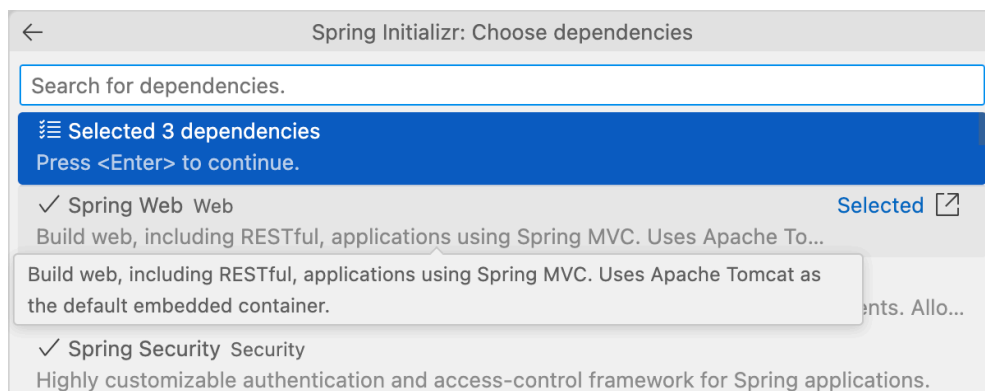 Spring Initializr: Choose dependencies
Search for dependencies.
Selected 3 dependencies
Press <Enter> to continue.
Spring Web Web Selected
Build web, including RESTful, applications using Spring MVC. Uses Apache To...
Build web, including RESTful, applications using Spring MVC. Uses Apache Tomcat as
the default embedded container.
ents. Allo...
Spring Security Security
Highly customizable authentication and access-control framework for Spring applications.